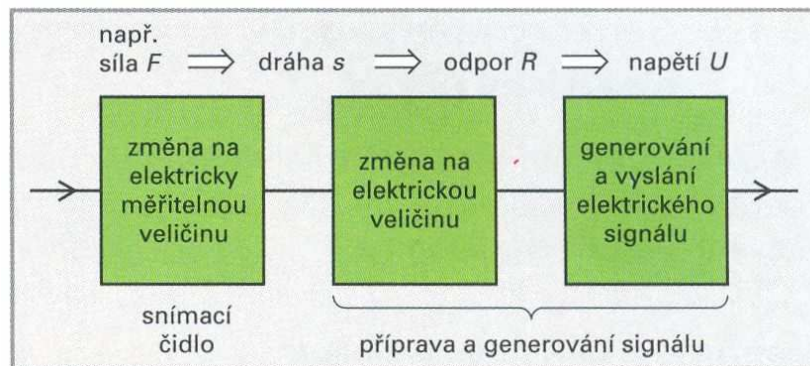 např.
síla F ⟹ dráha s ⟹ odpor R ⟹ napětí U
změna na
elektricky
měřitelnou
veličinu
změna na
elektrickou
veličinu
generování
a vyslání
elektrického
signálu
snímací
čidlo
příprava a generování signálu